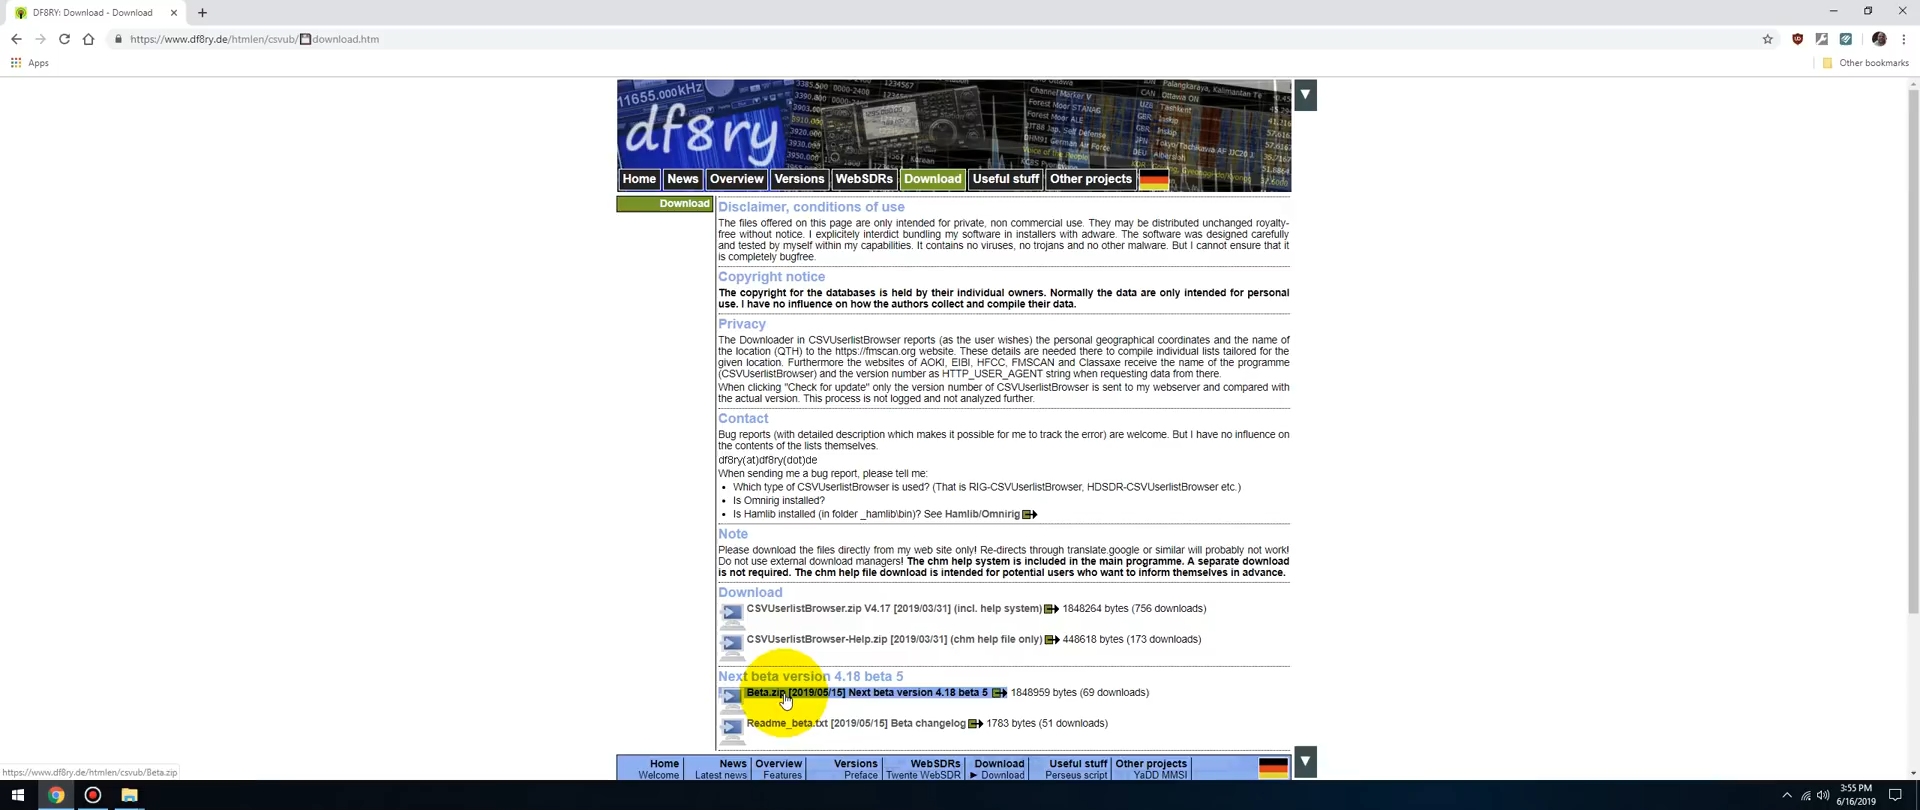 DF8RY: Download - Download
https://www.df8ry.de/htmlen/csvub/💾download.htm
Apps
Other bookmarks
11655.000kHz
df8ry
Home News Overview Versions WebSDRs Download Useful stuff Other projects
Download
Disclaimer, conditions of use
The files offered on this page are only intended for private, non commercial use. They may be distributed unchanged royalty-
free without notice. I explicitely interdict bundling my software in installers with adware. The software was designed carefully
and tested by myself within my capabilities. It contains no viruses, no trojans and no other malware. But I cannot ensure that it
is completely bugfree.
Copyright notice
The copyright for the databases is held by their individual owners. Normally the data are only intended for personal
use. I have no influence on how the authors collect and compile their data.
Privacy
The Downloader in CSVUserlistBrowser reports (as the user wishes) the personal geographical coordinates and the name of
the location (QTH) to the https://fmscan.org website. These details are needed there to compile individual lists tailored for the
given location. Furthermore the websites of AOKI, EIBI, HFCC, FMSCAN and Classaxe receive the name of the programme
(CSVUserlistBrowser) and the version number as HTTP_USER_AGENT string when requesting data from there.
When clicking "Check for update" only the version number of CSVUserlistBrowser is sent to my webserver and compared with
the actual version. This process is not logged and not analyzed further.
Contact
Bug reports (with detailed description which makes it possible for me to track the error) are welcome. But I have no influence on
the contents of the lists themselves.
df8ry(at)df8ry(dot)de
When sending me a bug report, please tell me:
• Which type of CSVUserlistBrowser is used? (That is RIG-CSVUserlistBrowser, HDSDR-CSVUserlistBrowser etc.)
• Is Omnirig installed?
• Is Hamlib installed (in folder _hamlib\bin)? See Hamlib/Omnirig
Note
Please download the files directly from my web site only! Re-directs through translate.google or similar will probably not work!
Do not use external download managers! The chm help system is included in the main programme. A separate download
is not required. The chm help file download is intended for potential users who want to inform themselves in advance.
Download
CSVUserlistBrowser.zip V4.17 [2019/03/31] (incl. help system) 1848264 bytes (756 downloads)
CSVUserlistBrowser-Help.zip [2019/03/31] (chm help file only) 448618 bytes (173 downloads)
Next beta version 4.18 beta 5
Beta.zip [2019/05/15] Next beta version 4.18 beta 5 1848959 bytes (69 downloads)
Readme_beta.txt [2019/05/15] Beta changelog 1783 bytes (51 downloads)
Home News Overview Versions WebSDRs Download Useful stuff Other projects
Welcome Latest news Features Preface Twente WebSDR ► Download Perseus script YaDD MMSI
https://www.df8ry.de/htmlen/csvub/Beta.zip
3:55 PM
6/16/2019